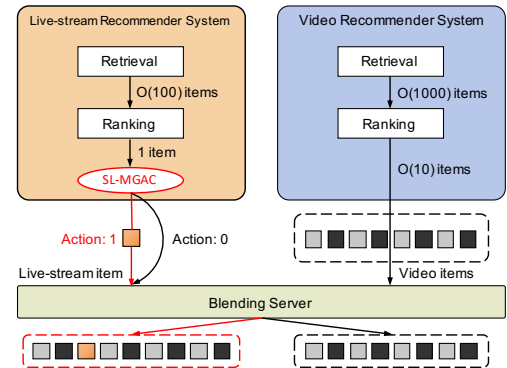 Live-stream Recommender System
Retrieval
O(100) items
Ranking
1 item
SL-MGAC
Action: 1
Action: 0
Live-stream item
Video Recommender System
Retrieval
O(1000) items
Ranking
O(10) items
Video items
Blending Server